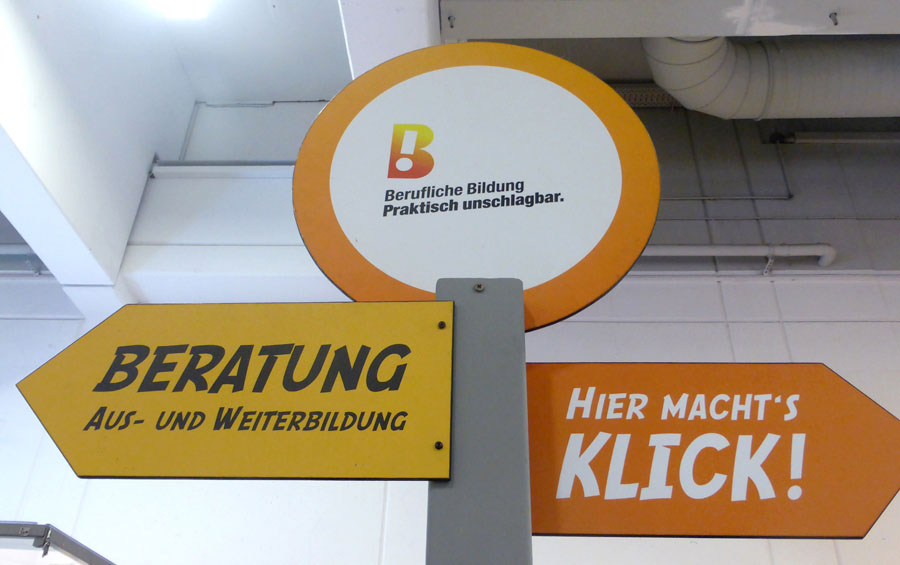 B!
Berufliche Bildung
Praktisch unschlagbar.
BERATUNG
AUS- UND WEITERBILDUNG
HIER MACHT'S
KLICK!